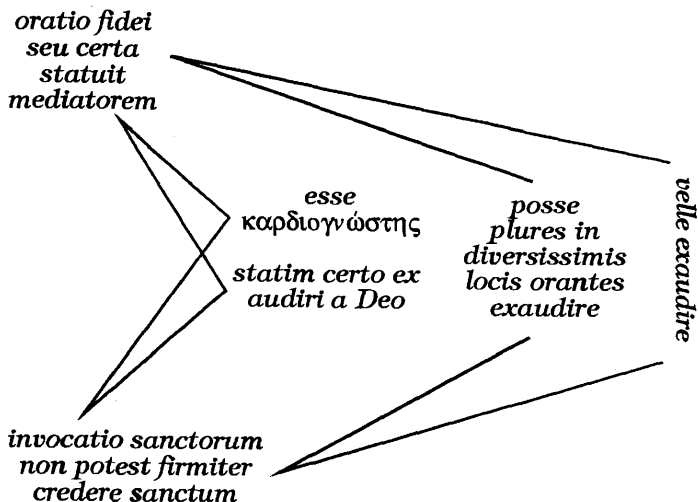 oratio fidei
seu certa
statuit
mediatorem
esse
καρδιογνώστης
statim certo ex
audiri a Deo
posse
plures in
diversissimis
locis orantes
exaudire
velle exaudire
invocatio sanctorum
non potest firmiter
credere sanctum